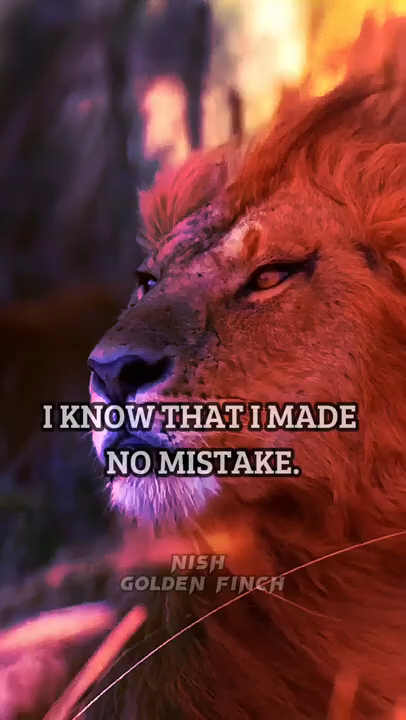 I KNOW THAT I MADE
NO MISTAKE.
NISH
GOLDEN FINCH